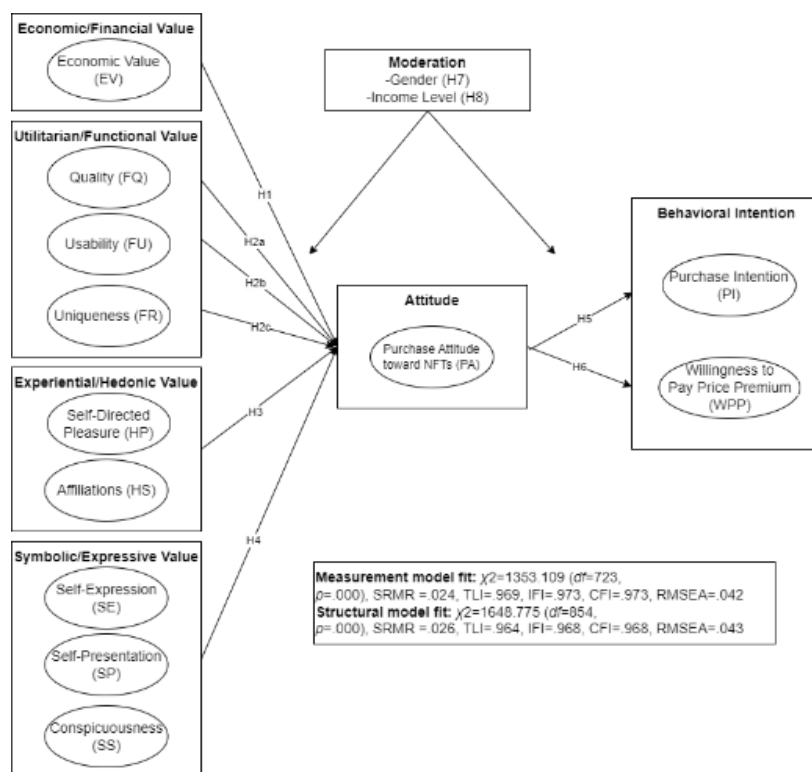 Economic/Financial Value
Economic Value
(EV)
Utilitarian/Functional Value
Quality (FQ)
Usability (FU)
Uniqueness (FR)
Experiential/Hedonic Value
Self-Directed
Pleasure (HP)
Affiliations (HS)
Symbolic/Expressive Value
Self-Expression
(SE)
Self-Presentation
(SP)
Conspicuousness
(SS)
H1
H2a
H2b
H2c
H3
H4
Moderation
-Gender (H7)
-Income Level (H8)
Attitude
Purchase Attitude
toward NFTs (PA)
H5
H6
Behavioral Intention
Purchase Intention
(PI)
Willingness to
Pay Price Premium
(WPP)
Measurement model fit: χ2=1353.109 (df=723,
p=.000), SRMR =.024, TLI=.969, IFI=.973, CFI=.973, RMSEA=.042
Structural model fit: χ2=1648.775 (df=854,
p=.000), SRMR =.026, TLI=.964, IFI=.968, CFI=.968, RMSEA=.043